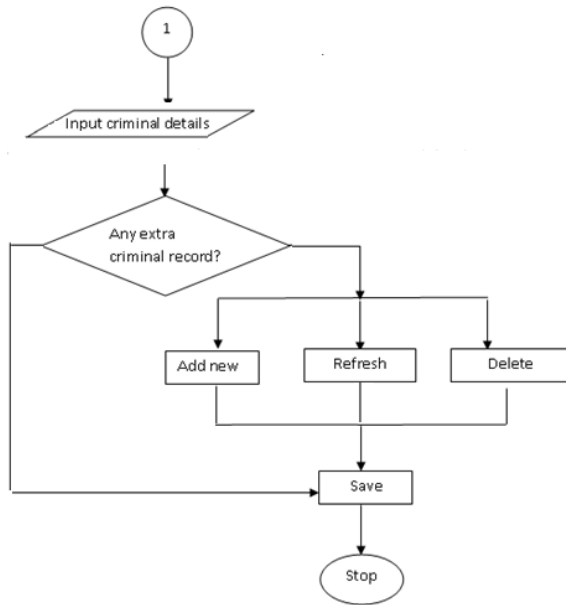 1
Input criminal details
Any extra
criminal record?
Add new
Refresh
Delete
Save
Stop